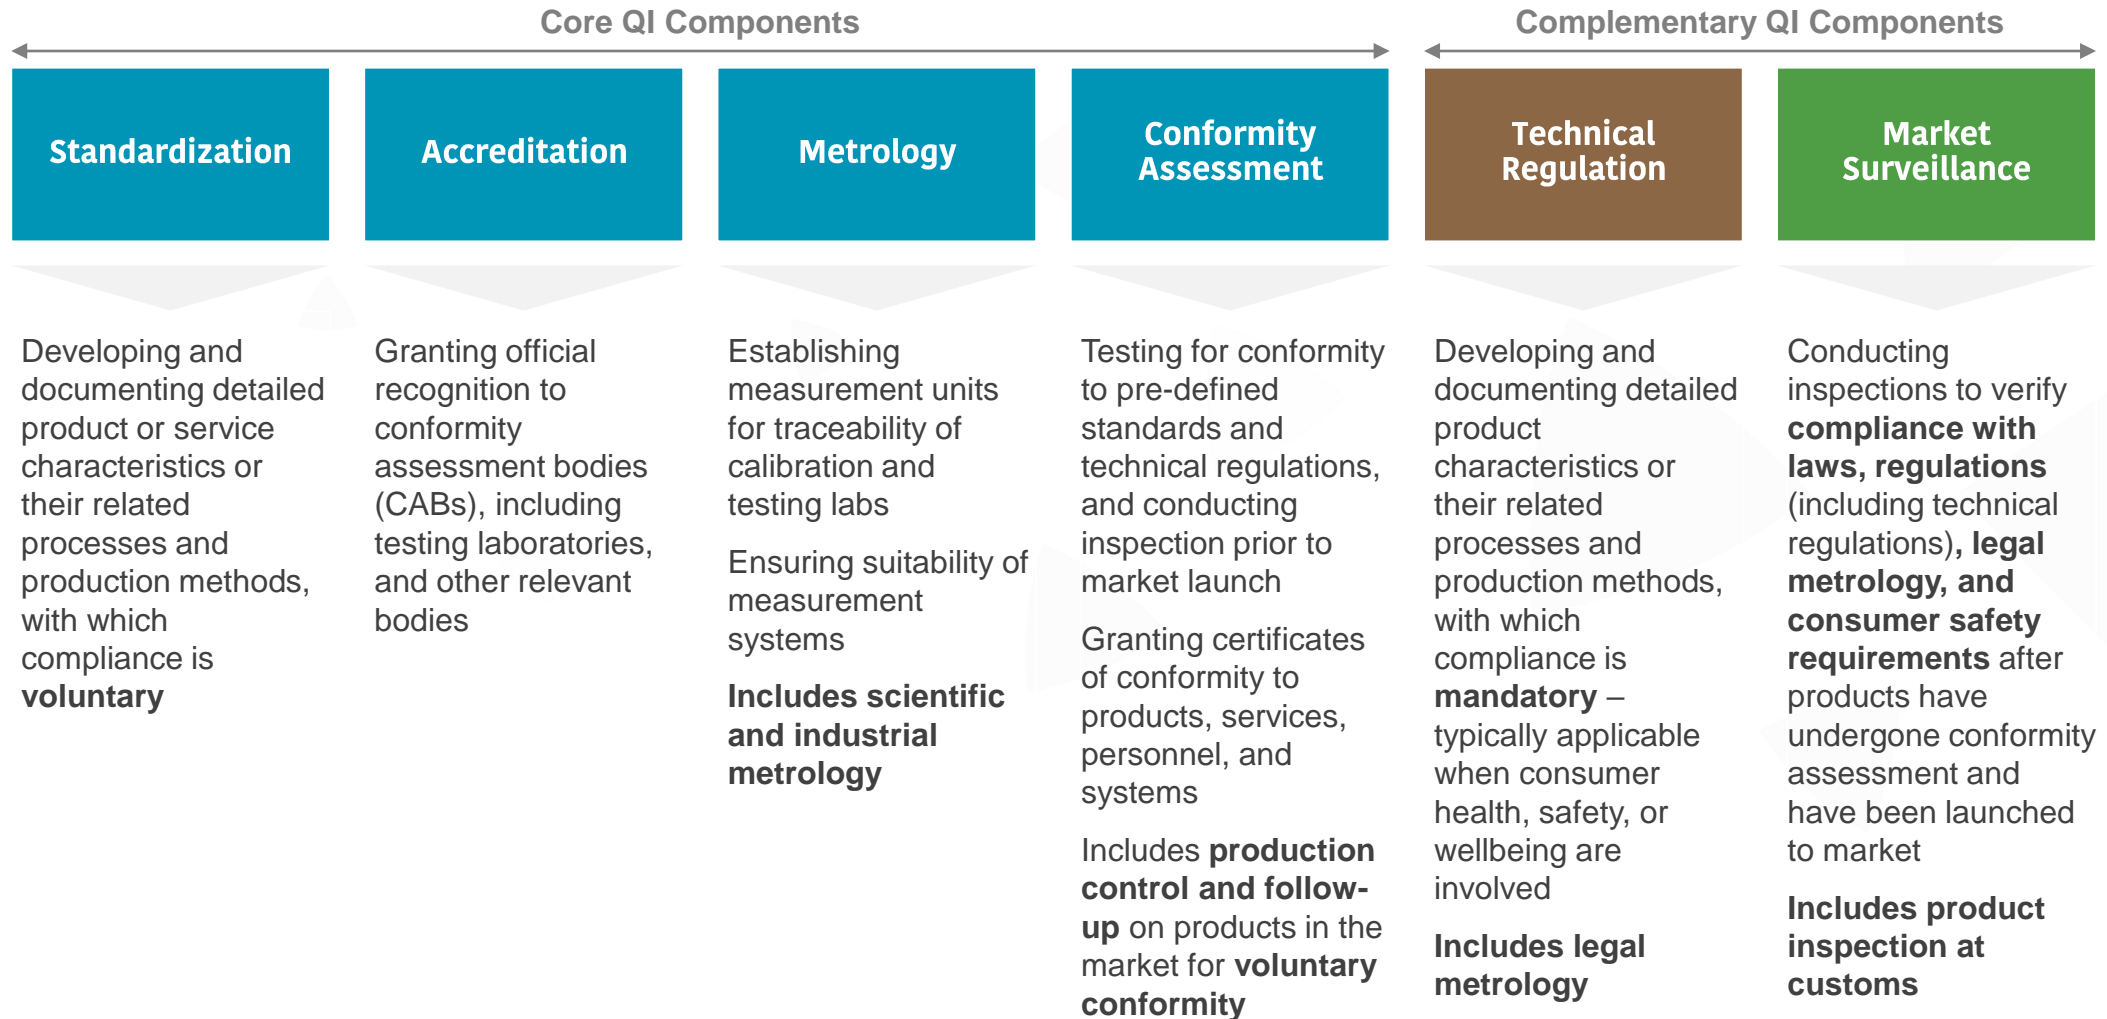 Core QI Components
Complementary QI Components
Standardization
Accreditation
Metrology
Conformity
Assessment
Technical
Regulation
Market
Surveillance
Developing and
documenting detailed
product or service
characteristics or
their related
processes and
production methods,
with which
compliance is
voluntary
Granting official
recognition to
conformity
assessment bodies
(CABs), including
testing laboratories,
and other relevant
bodies
Establishing
measurement units
for traceability of
calibration and
testing labs
Ensuring suitability of
measurement
systems
Includes scientific
and industrial
metrology
Testing for conformity
to pre-defined
standards and
technical regulations,
and conducting
inspection prior to
market launch
Granting certificates
of conformity to
products, services,
personnel, and
systems
Includes production
control and follow-
up on products in the
market for voluntary
conformity
Developing and
documenting detailed
product
characteristics or
their related
processes and
production methods,
with which
compliance is
mandatory –
typically applicable
when consumer
health, safety, or
wellbeing are
involved
Includes legal
metrology
Conducting
inspections to verify
compliance with
laws, regulations
(including technical
regulations), legal
metrology, and
consumer safety
requirements after
products have
undergone conformity
assessment and
have been launched
to market
Includes product
inspection at
customs